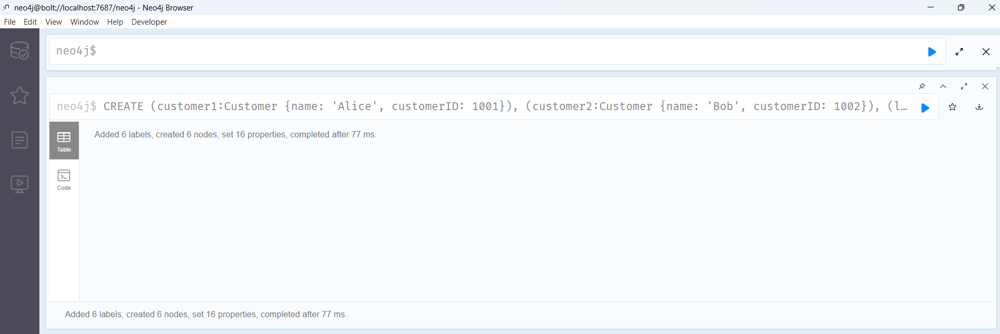 neo4j@bolt://localhost:7687/neo4j - Neo4j Browser
File Edit View Window Help Developer
neo4j$
neo4j$ CREATE (customer1:Customer {name: 'Alice', customerID: 1001}), (customer2:Customer {name: 'Bob', customerID: 1002}), (l…
Table
Added 6 labels, created 6 nodes, set 16 properties, completed after 77 ms.
Code
Added 6 labels, created 6 nodes, set 16 properties, completed after 77 ms.